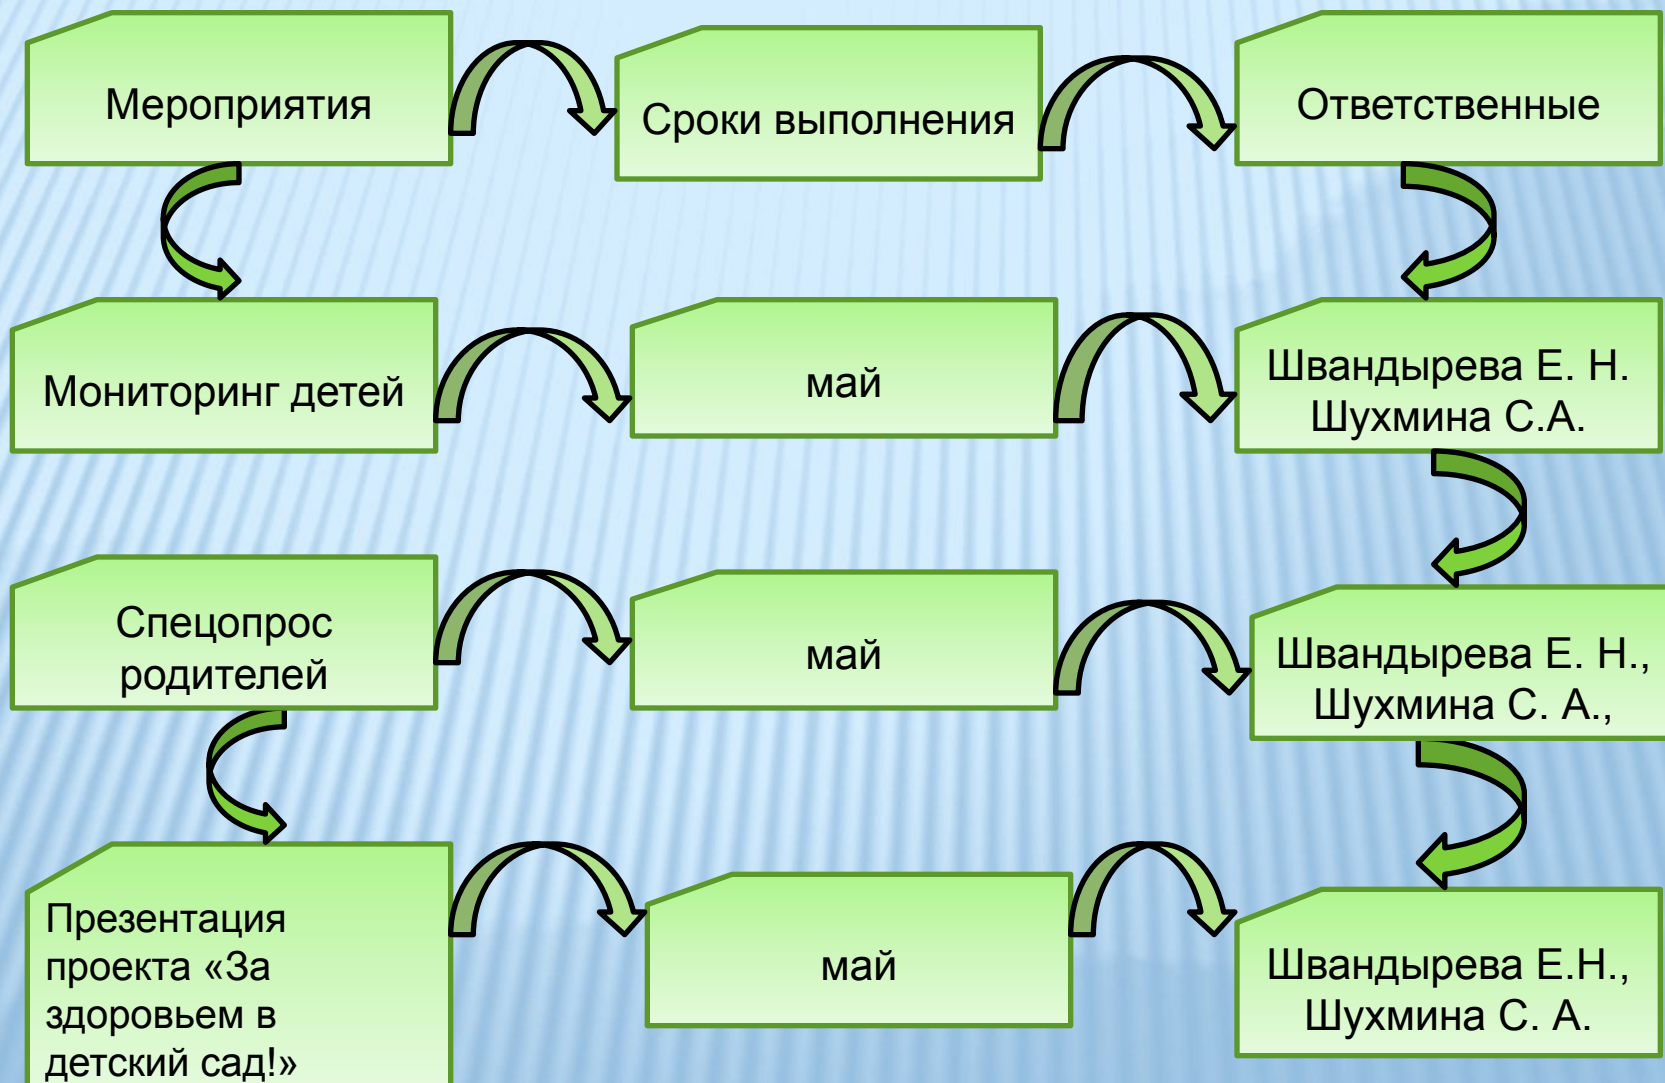 Мероприятия
Сроки выполнения
Ответственные
Мониторинг детей
май
Швандырева Е. Н.
Шухмина С.А.
Спецопрос
родителей
май
Швандырева Е. Н.,
Шухмина С. А.,
Презентация
проекта «За
здоровьем в
детский сад!»
май
Швандырева Е.Н.,
Шухмина С. А.